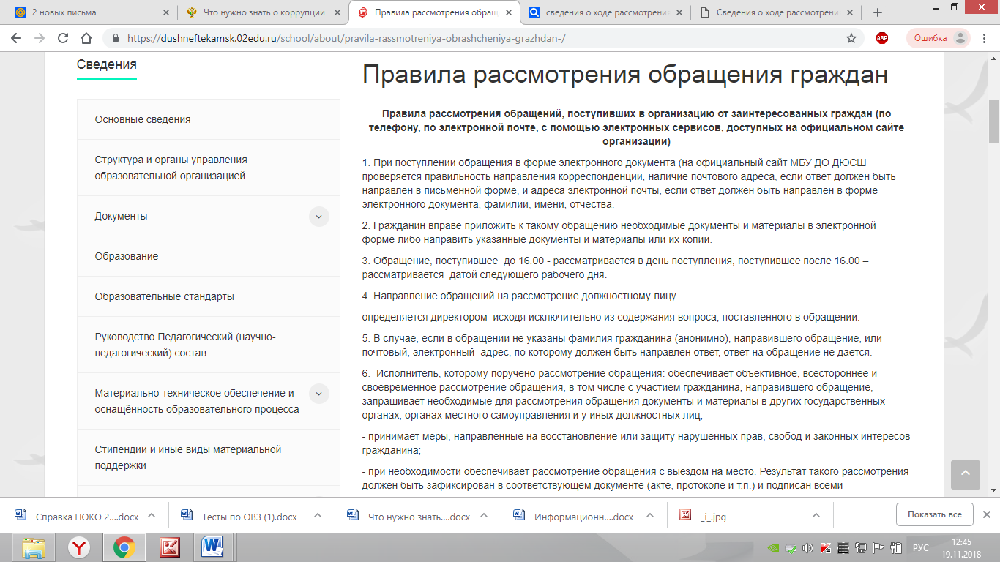 2 новых письма
Что нужно знать о коррупции
Правила рассмотрения обращ
сведения о ходе рассмотрени
Сведения о ходе рассмотрени
https://dushneftekamsk.02edu.ru/school/about/pravila-rassmotreniya-obrashcheniya-grazhdan-/
ABP
Ошибка
Сведения
Основные сведения
Структура и органы управления
образовательной организацией
Документы
Образование
Образовательные стандарты
Руководство.Педагогический (научно-
педагогический) состав
Материально-техническое обеспечение и
оснащённость образовательного процесса
Стипендии и иные виды материальной
поддержки
Правила рассмотрения обращения граждан
Правила рассмотрения обращений, поступивших в организацию от заинтересованных граждан (по
телефону, по электронной почте, с помощью электронных сервисов, доступных на официальном сайте
организации)
1. При поступлении обращения в форме электронного документа (на официальный сайт МБУ ДО ДЮСШ
проверяется правильность направления корреспонденции, наличие почтового адреса, если ответ должен быть
направлен в письменной форме, и адреса электронной почты, если ответ должен быть направлен в форме
электронного документа, фамилии, имени, отчества.
2. Гражданин вправе приложить к такому обращению необходимые документы и материалы в электронной
форме либо направить указанные документы и материалы или их копии.
3. Обращение, поступившее до 16.00 - рассматривается в день поступления, поступившее после 16.00 –
рассматривается датой следующего рабочего дня.
4. Направление обращений на рассмотрение должностному лицу
определяется директором исходя исключительно из содержания вопроса, поставленного в обращении.
5. В случае, если в обращении не указаны фамилия гражданина (анонимно), направившего обращение, или
почтовый, электронный адрес, по которому должен быть направлен ответ, ответ на обращение не дается.
6. Исполнитель, которому поручено рассмотрение обращения: обеспечивает объективное, всестороннее и
своевременное рассмотрение обращения, в том числе с участием гражданина, направившего обращение,
запрашивает необходимые для рассмотрения обращения документы и материалы в других государственных
органах, органах местного самоуправления и у иных должностных лиц;
- принимает меры, направленные на восстановление или защиту нарушенных прав, свобод и законных интересов
гражданина;
- при необходимости обеспечивает рассмотрение обращения с выездом на место. Результат такого рассмотрения
должен быть зафиксирован в соответствующем документе (акте, протоколе и т.п.) и подписан всеми
Справка НОКО 2....docx
Тесты по ОВЗ (1).docx
Что нужно знать....docx
Информационн....docx
_i_.jpg
Показать все
РУС
12:45
19.11.2018